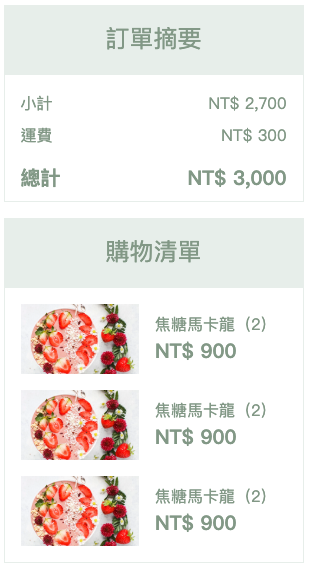 訂單摘要
小計 NT$ 2,700
運費 NT$ 300
總計 NT$ 3,000
購物清單
焦糖馬卡龍 (2)
NT$ 900
焦糖馬卡龍 (2)
NT$ 900
焦糖馬卡龍 (2)
NT$ 900